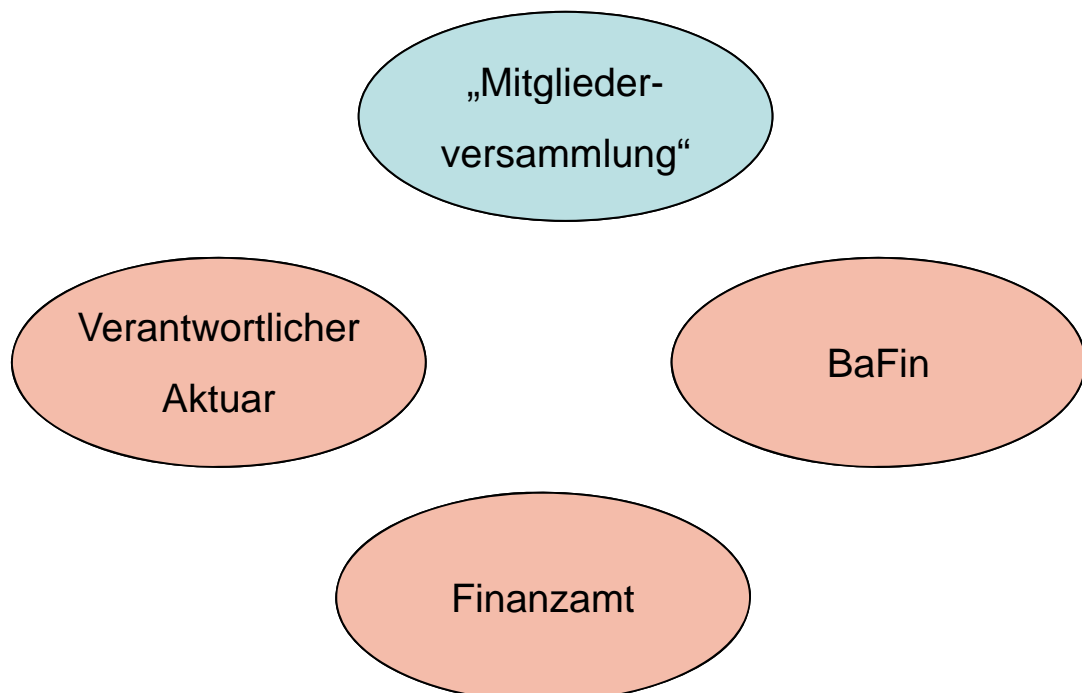 „Mitglieder-
versammlung“
Verantwortlicher
Aktuar
BaFin
Finanzamt